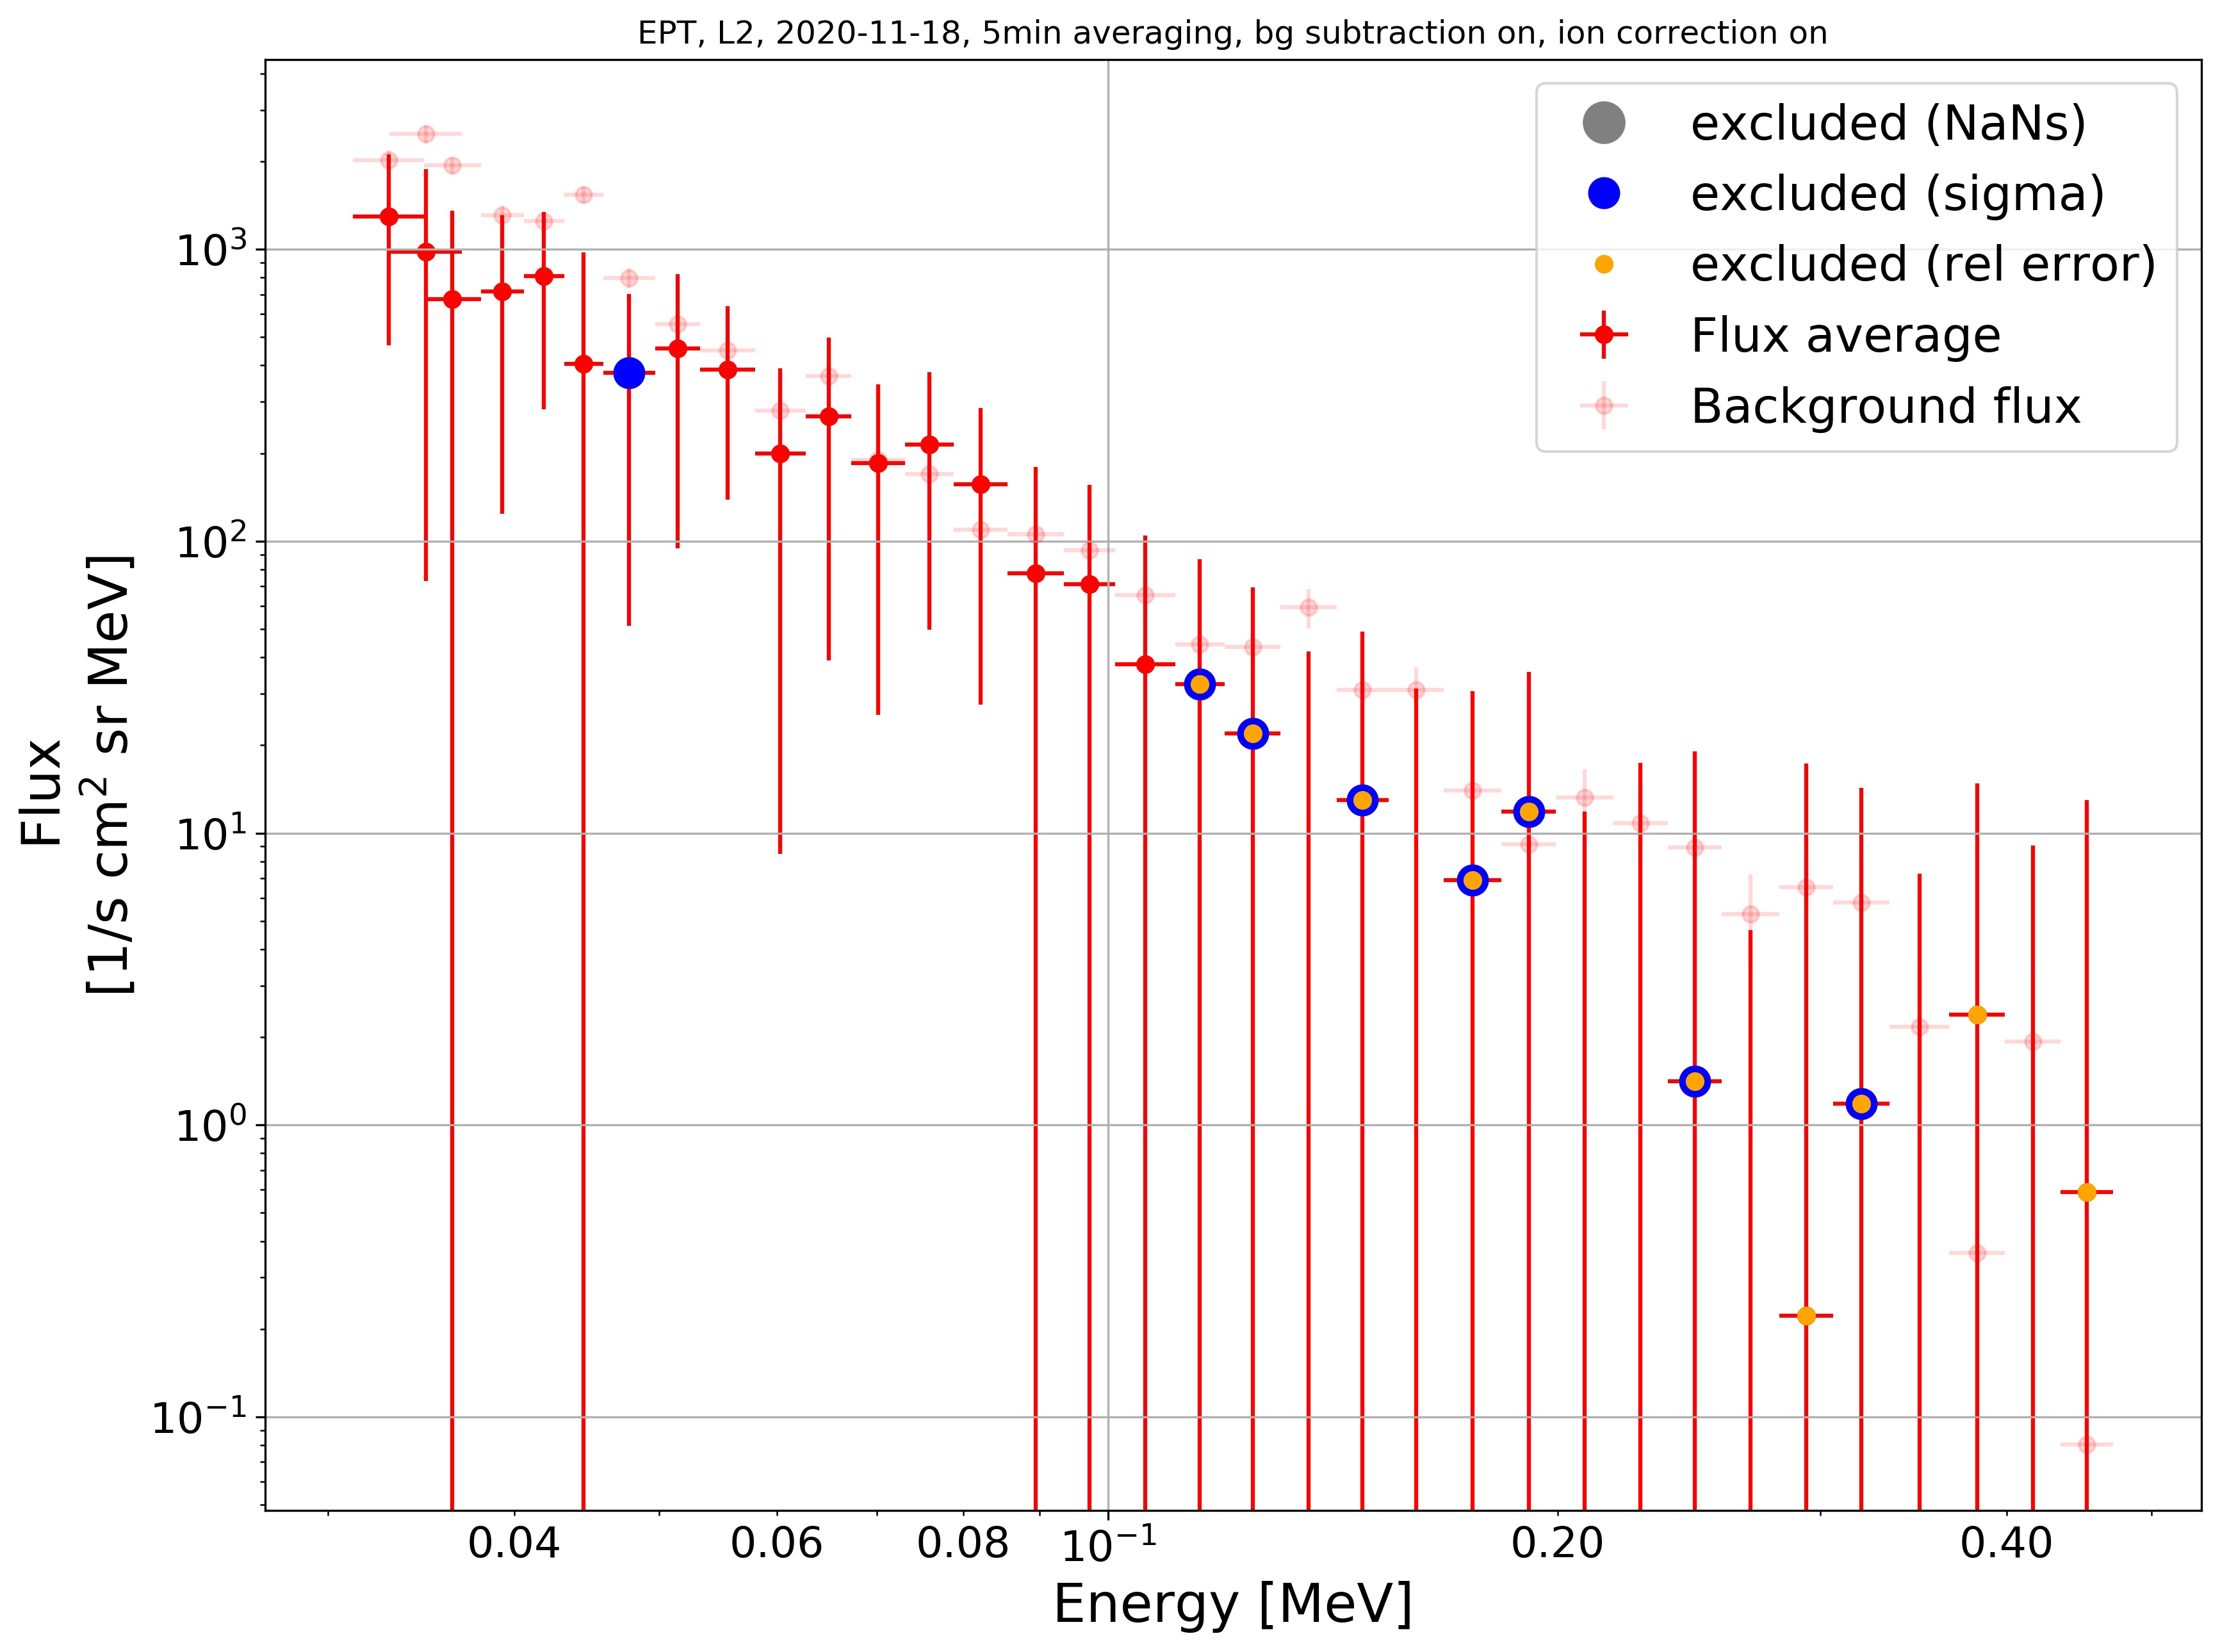 EPT, L2, 2020-11-18, 5min averaging, bg subtraction on, ion correction on
excluded (NaNs)
excluded (sigma)
excluded (rel error)
Flux average
Background flux
Flux
[1/s cm² sr MeV]
10³
10²
10¹
10⁰
10⁻¹
0.04
0.06
0.08
10⁻¹
0.20
0.40
Energy [MeV]